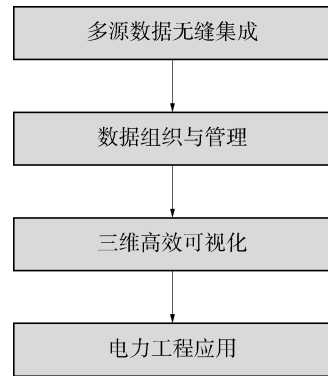 多源数据无缝集成
数据组织与管理
三维高效可视化
电力工程应用